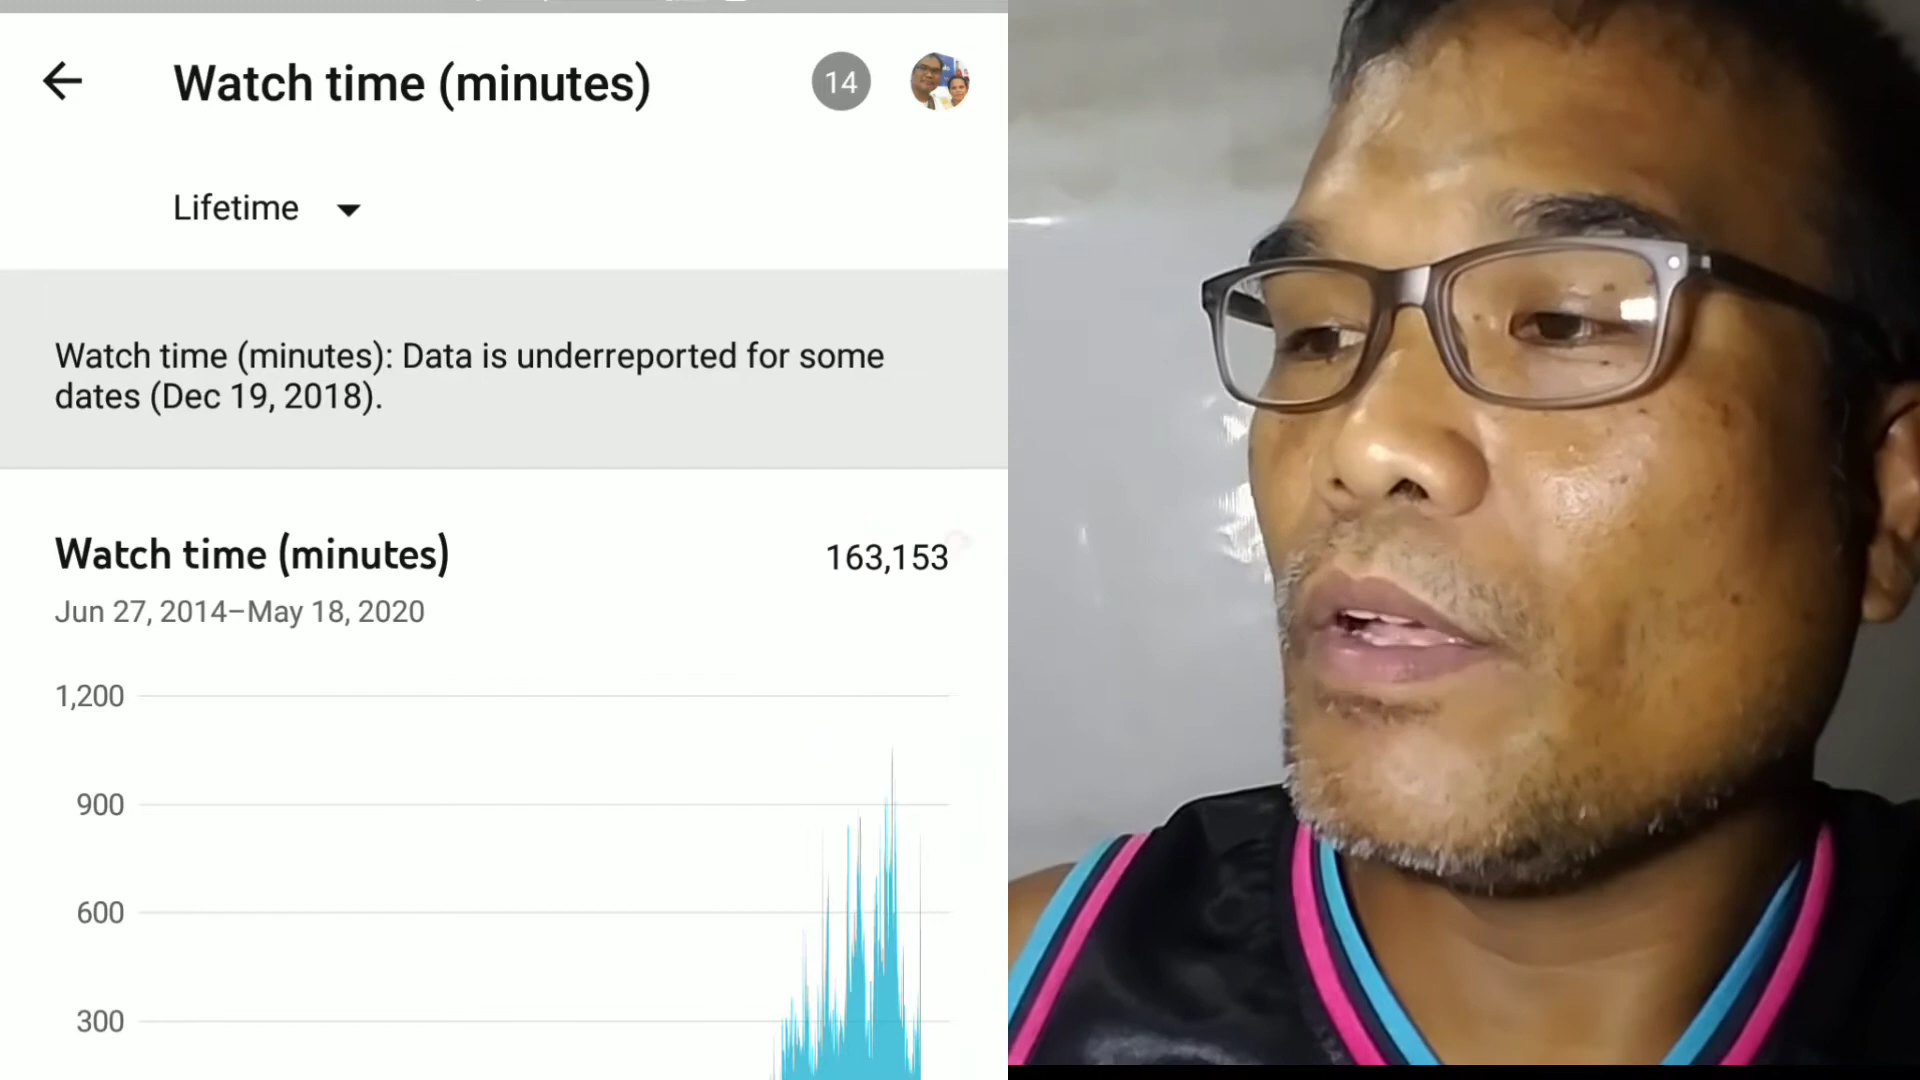 Watch time (minutes)
14
Lifetime
Watch time (minutes): Data is underreported for some
dates (Dec 19, 2018).
Watch time (minutes)
163,153
Jun 27, 2014–May 18, 2020
1,200
900
600
300